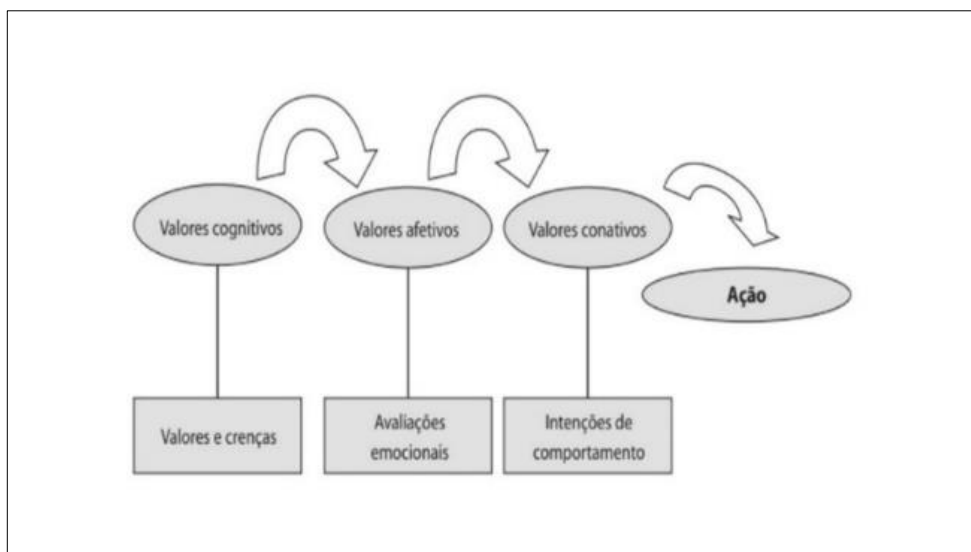 Valores cognitivos
Valores afetivos
Valores conativos
Ação
Valores e crenças
Avaliações
emocionais
Intenções de
comportamento